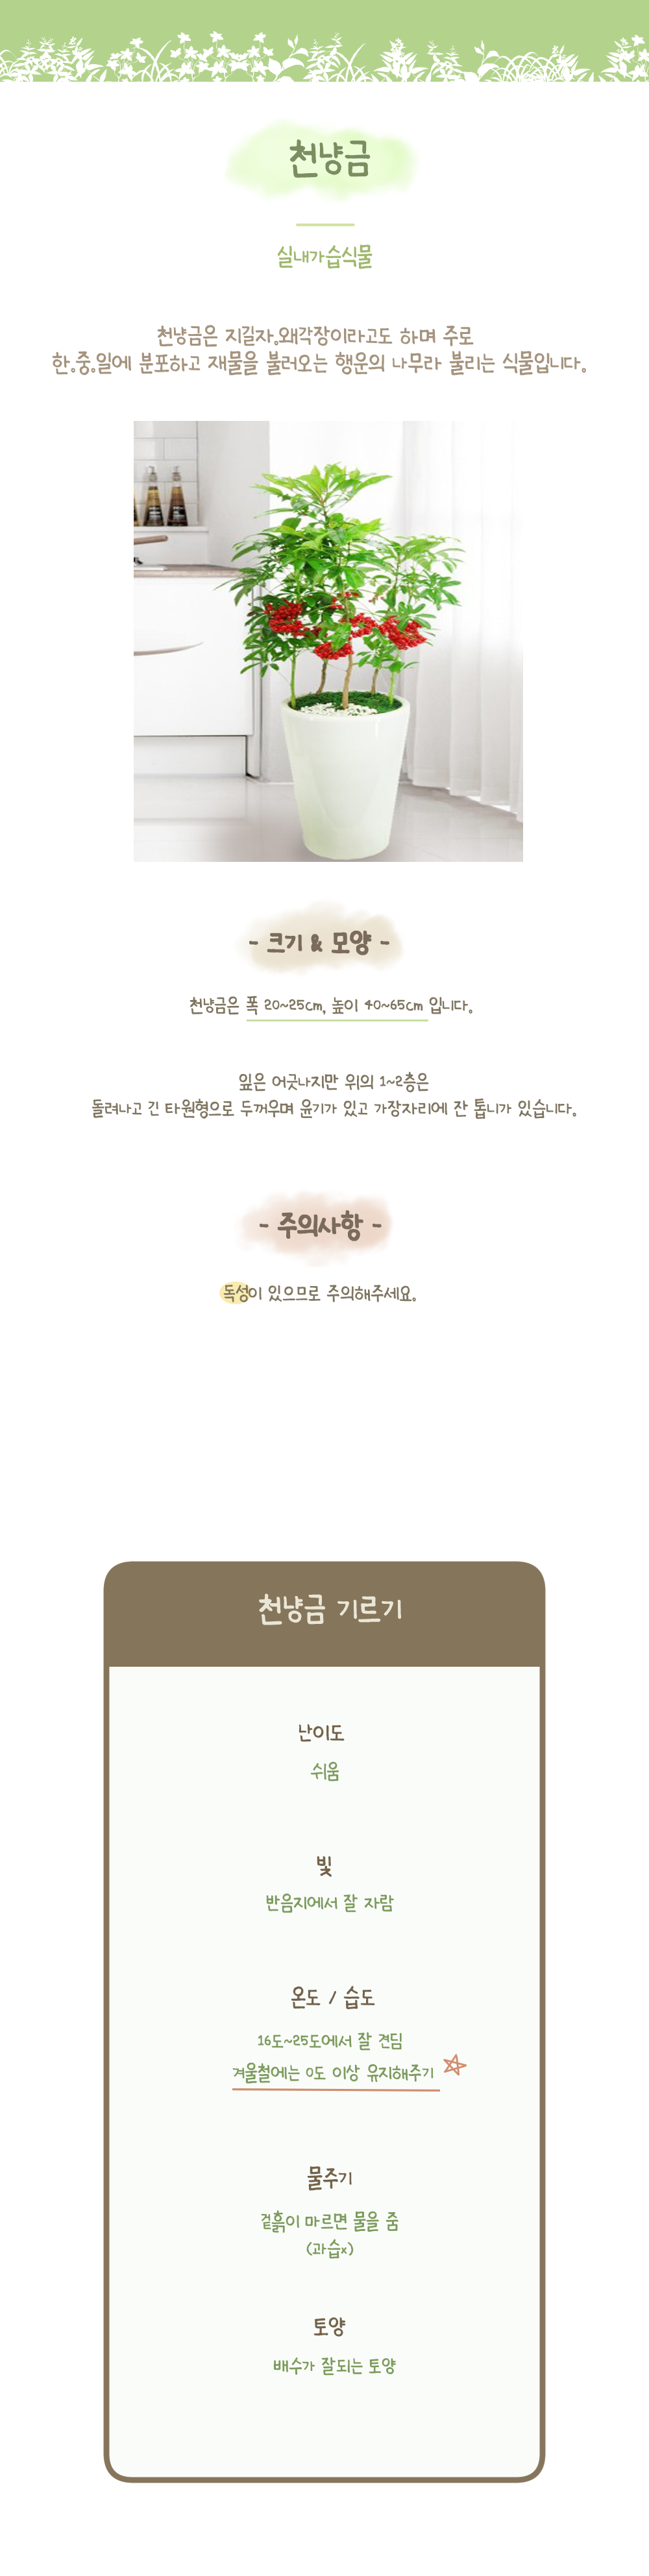 천냥금
실내가습식물
천냥금은 지길자.왜각장이라고도 하며 주로
한.중.일에 분포하고 재물을 불러오는 행운의 나무라 불리는 식물입니다.
- 크기 & 모양 -
천냥금은 폭 20~25cm, 높이 40~65cm 입니다.
잎은 어긋나지만 위의 1~2층은
돌려나고 긴 타원형으로 두꺼우며 윤기가 있고 가장자리에 잔 톱니가 있습니다.
- 주의사항 -
독성이 있으므로 주의해주세요.
천냥금 기르기
난이도
쉬움
빛
반음지에서 잘 자람
온도 / 습도
16도~25도에서 잘 견딤
겨울철에는 0도 이상 유지해주기
물주기
겉흙이 마르면 물을 줌
(과습x)
토양
배수가 잘되는 토양